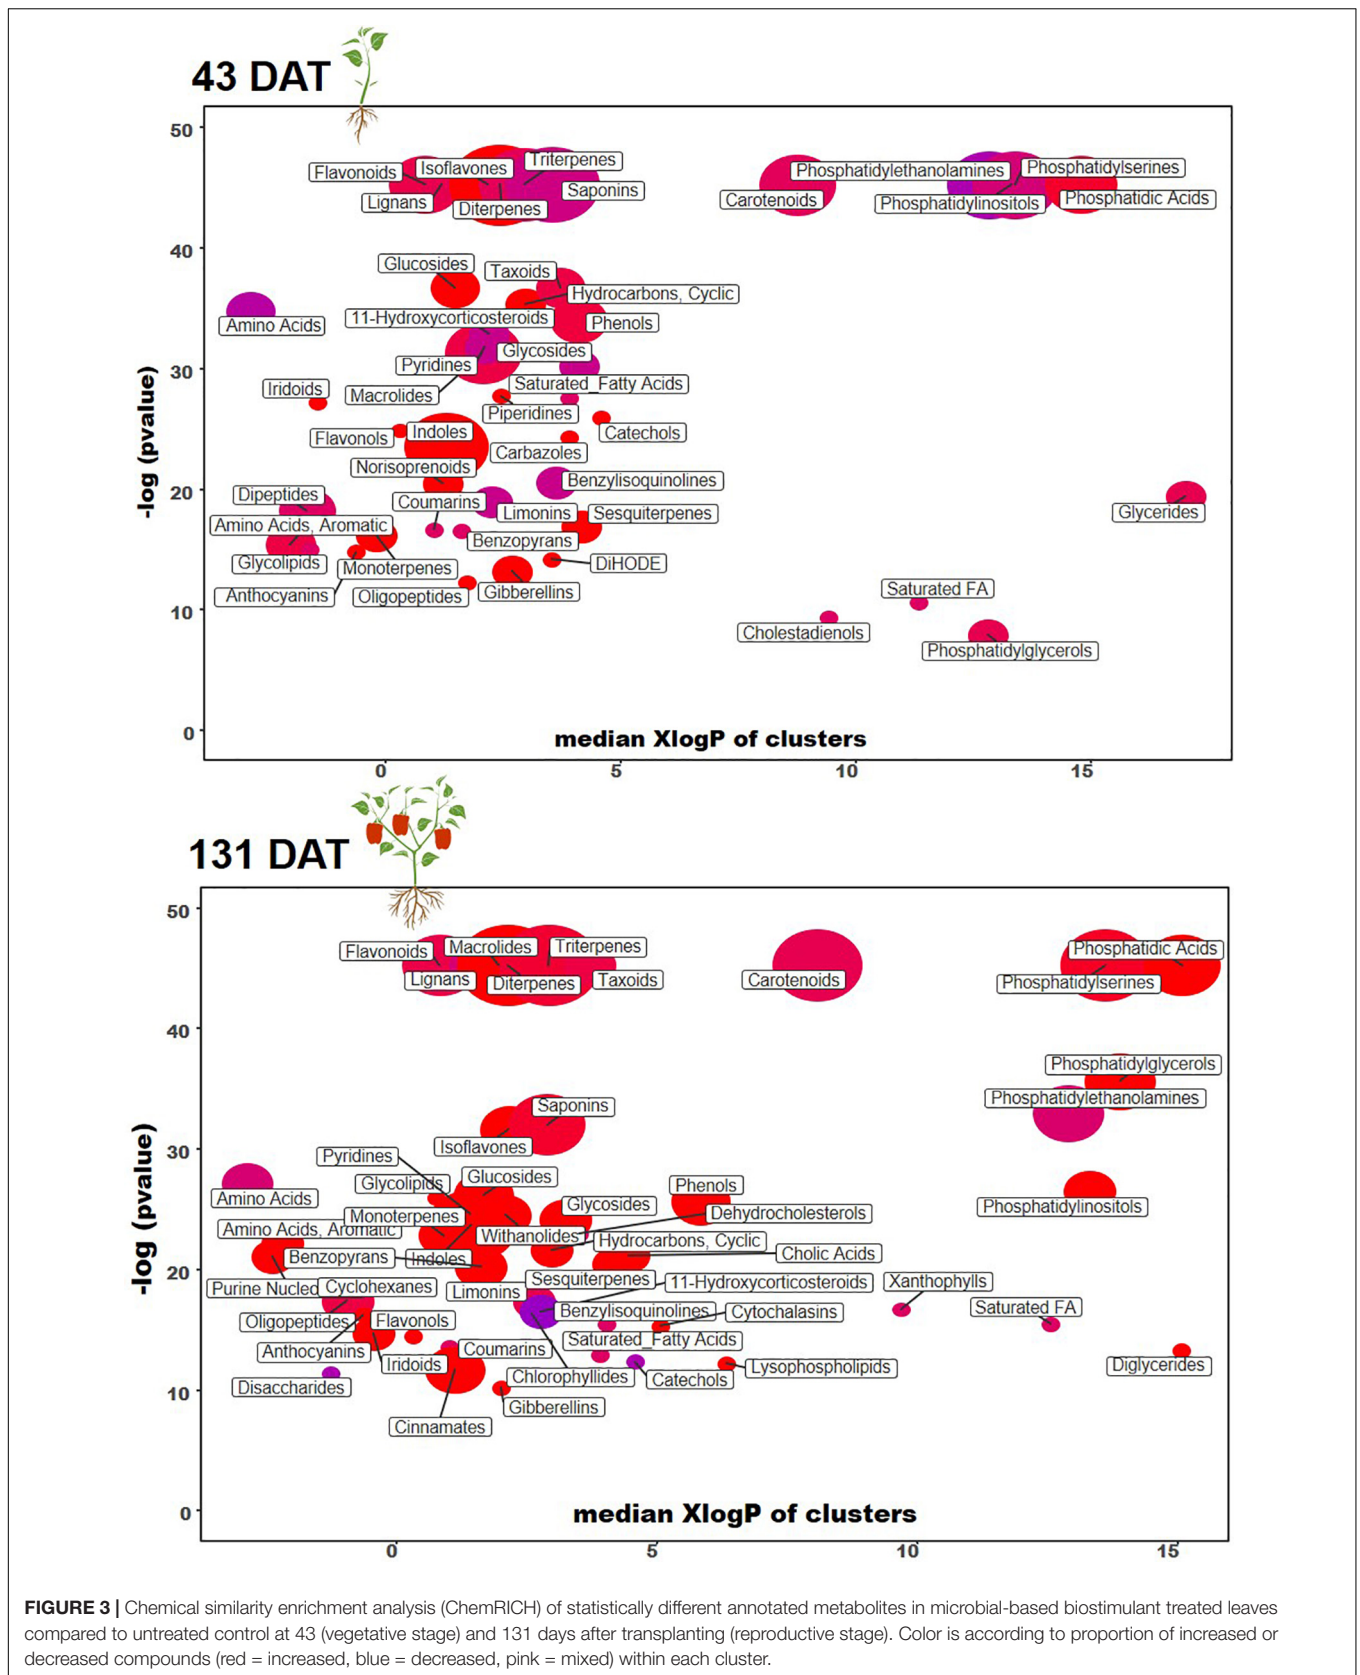 43 DAT
50
40
30
20
10
0
-log (pvalue)
Flavonoids
Isoflavones
Triterpenes
Lignans
Diterpenes
Saponins
Carotenoids
Phosphatidylethanolamines
Phosphatidylserines
Phosphatidylinositols
Phosphatidic Acids
Glucosides
Taxoids
Hydrocarbons, Cyclic
Amino Acids
11-Hydroxycorticosteroids
Phenols
Pyridines
Glycosides
Macrolides
Saturated_Fatty Acids
Iridoids
Piperidines
Flavonols
Indoles
Catechols
Carbazoles
Norisoprenoids
Benzylisoquinolines
Dipeptides
Coumarins
Limonins
Sesquiterpenes
Glycerides
Amino Acids, Aromatic
Benzopyrans
Glycolipids
Monoterpenes
DiHODE
Anthocyanins
Oligopeptides
Gibberellins
Saturated FA
Cholestadienols
Phosphatidylglycerols
median XlogP of clusters
0
5
10
15
131 DAT
50
40
30
20
10
0
-log (pvalue)
Flavonoids
Macrolides
Triterpenes
Lignans
Diterpenes
Taxoids
Carotenoids
Phosphatidic Acids
Phosphatidylserines
Phosphatidylglycerols
Phosphatidylethanolamines
Saponins
Isoflavones
Pyridines
Glycolipids
Glucosides
Amino Acids
Phenols
Glycosides
Phosphatidylinositols
Monoterpenes
Dehydrocholesterols
Amino Acids, Aromatic
Withanolides
Hydrocarbons, Cyclic
Benzopyrans
Indoles
Cholic Acids
Purine Nucleo
Cyclohexanes
Limonins
Sesquiterpenes
11-Hydroxycorticosteroids
Xanthophylls
Oligopeptides
Flavonols
Benzylisoquinolines
Cytochalasins
Saturated FA
Anthocyanins
Coumarins
Saturated_Fatty Acids
Iridoids
Lysophospholipids
Diglycerides
Disaccharides
Chlorophyllides
Catechols
Gibberellins
Cinnamates
median XlogP of clusters
0
5
10
15
FIGURE 3 | Chemical similarity enrichment analysis (ChemRICH) of statistically different annotated metabolites in microbial-based biostimulant treated leaves
compared to untreated control at 43 (vegetative stage) and 131 days after transplanting (reproductive stage). Color is according to proportion of increased or
decreased compounds (red = increased, blue = decreased, pink = mixed) within each cluster.